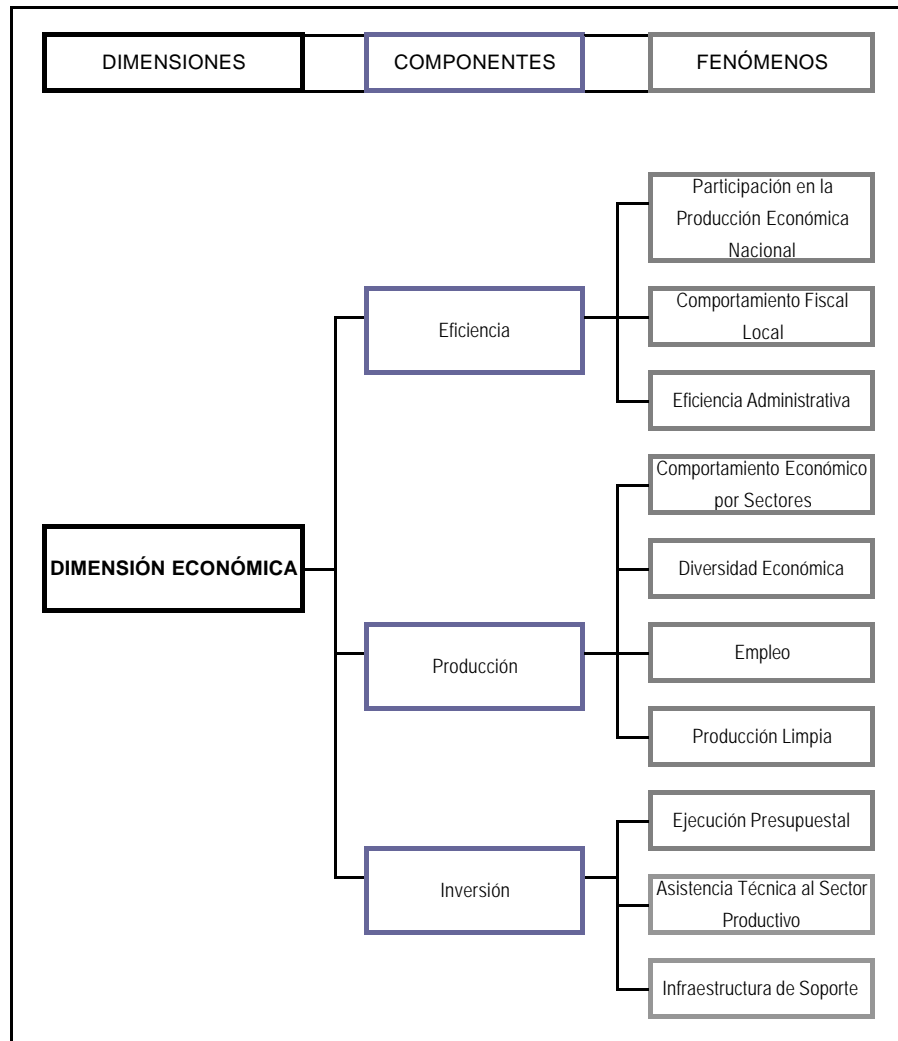 DIMENSIONES
COMPONENTES
FENÓMENOS
Participación en la
Producción Económica
Nacional
Eficiencia
Comportamiento Fiscal
Local
Eficiencia Administrativa
Comportamiento Económico
por Sectores
DIMENSIÓN ECONÓMICA
Diversidad Económica
Producción
Empleo
Producción Limpia
Ejecución Presupuestal
Inversión
Asistencia Técnica al Sector
Productivo
Infraestructura de Soporte